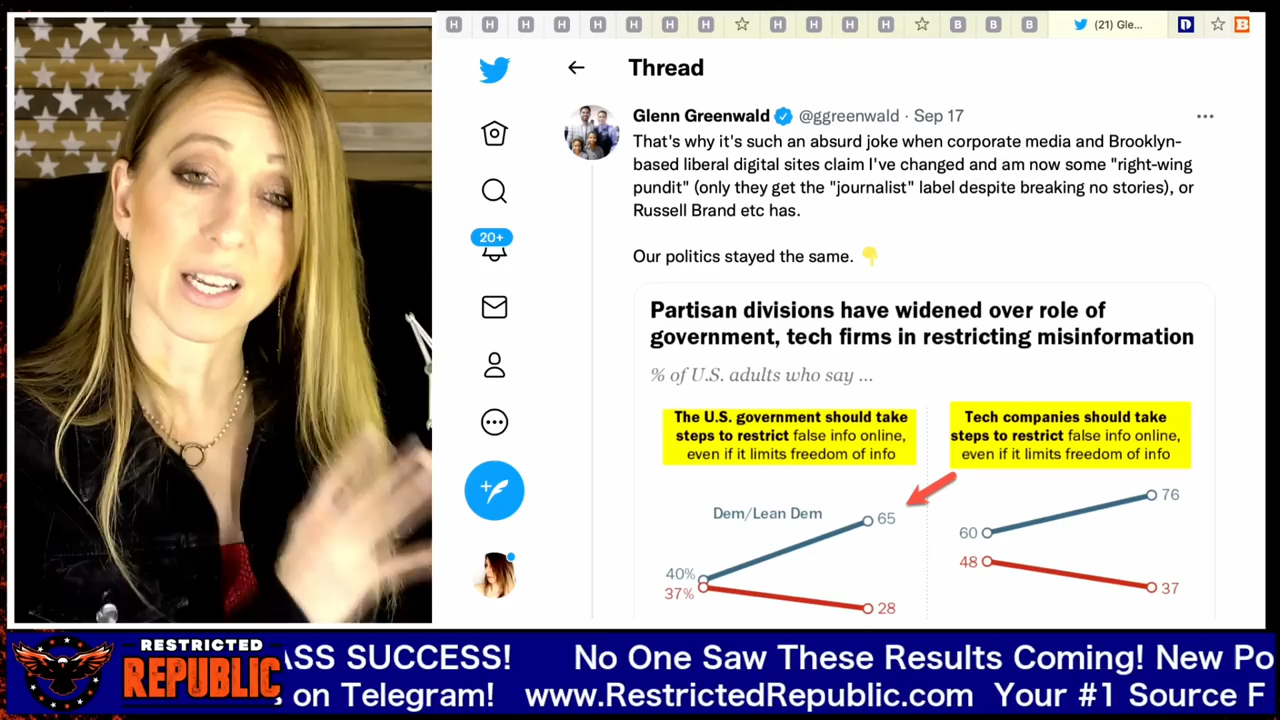 H H H H H H H H H H H H B B B (21) Gle... D B
Thread
Glenn Greenwald @ggreenwald · Sep 17 ...
That's why it's such an absurd joke when corporate media and Brooklyn-
based liberal digital sites claim I've changed and am now some "right-wing
pundit" (only they get the "journalist" label despite breaking no stories), or
Russell Brand etc has.
20+
Our politics stayed the same.
Partisan divisions have widened over role of
government, tech firms in restricting misinformation
% of U.S. adults who say ...
The U.S. government should take
steps to restrict false info online,
even if it limits freedom of info
Tech companies should take
steps to restrict false info online,
even if it limits freedom of info
Dem/Lean Dem
65
40%
37%
28
76
60
48
37
RESTRICTED
REPUBLIC
ASS SUCCESS! No One Saw These Results Coming! New Po
on Telegram! www.RestrictedRepublic.com Your #1 Source F